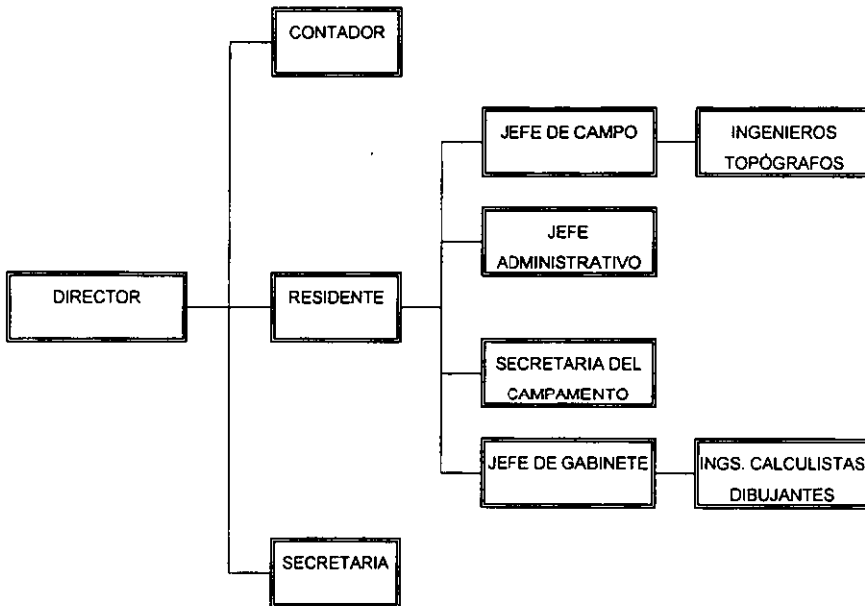 CONTADOR
JEFE DE CAMPO
INGENIEROS
TOPÓGRAFOS
JEFE
ADMINISTRATIVO
DIRECTOR
RESIDENTE
SECRETARIA DEL
CAMPAMENTO
JEFE DE GABINETE
INGS. CALCULISTAS
DIBUJANTES
SECRETARIA